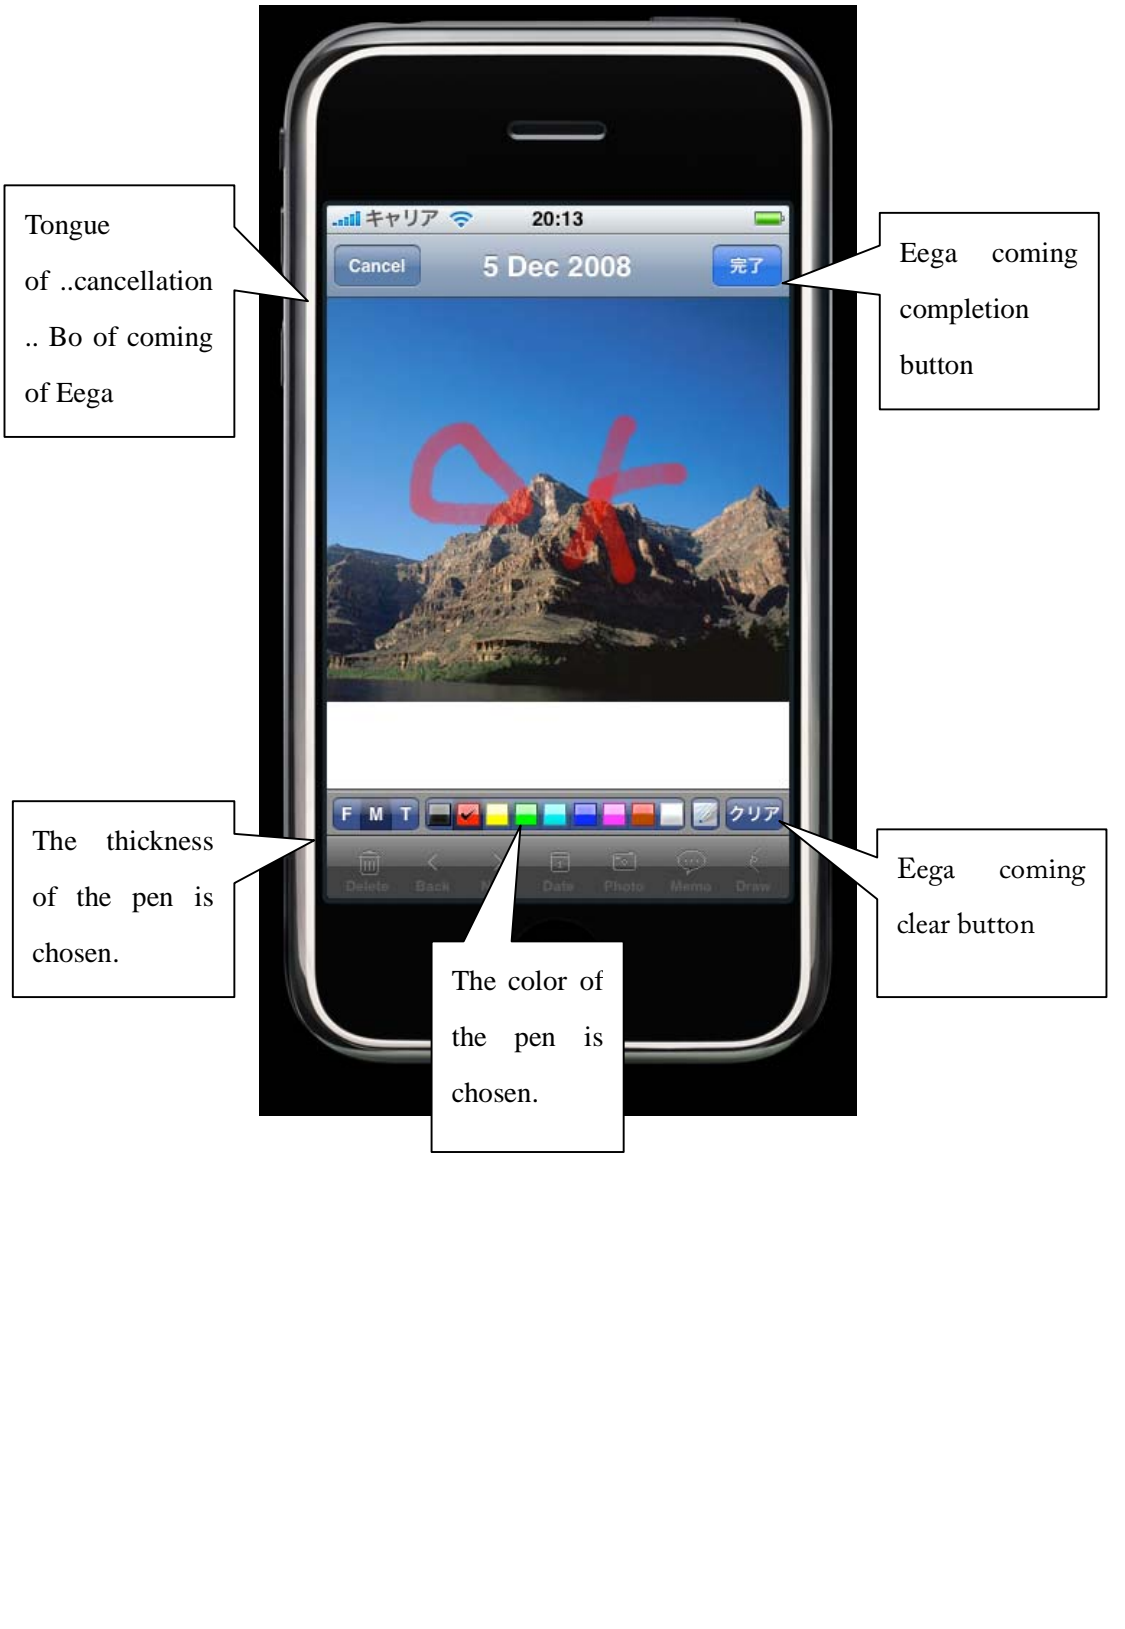 キャリア 20:13
Cancel 5 Dec 2008 完了
Tongue
of ..cancellation
.. Bo of coming
of Eega
Eega coming
completion
button
OK
F M T クリア
Delete Back Date Photo Memo Draw
The thickness
of the pen is
chosen.
The color of
the pen is
chosen.
Eega coming
clear button